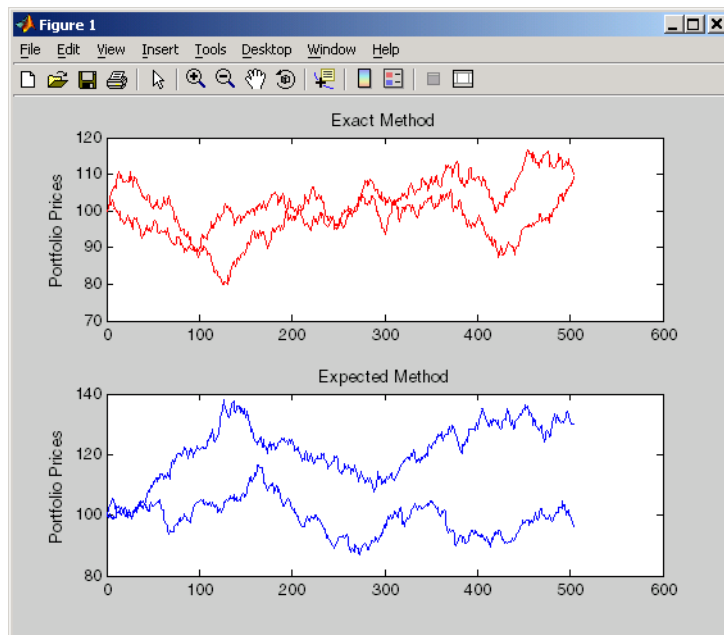 Figure 1
File Edit View Insert Tools Desktop Window Help
Exact Method
Portfolio Prices
120
110
100
90
80
70
0 100 200 300 400 500 600
Expected Method
Portfolio Prices
140
120
100
80
0 100 200 300 400 500 600